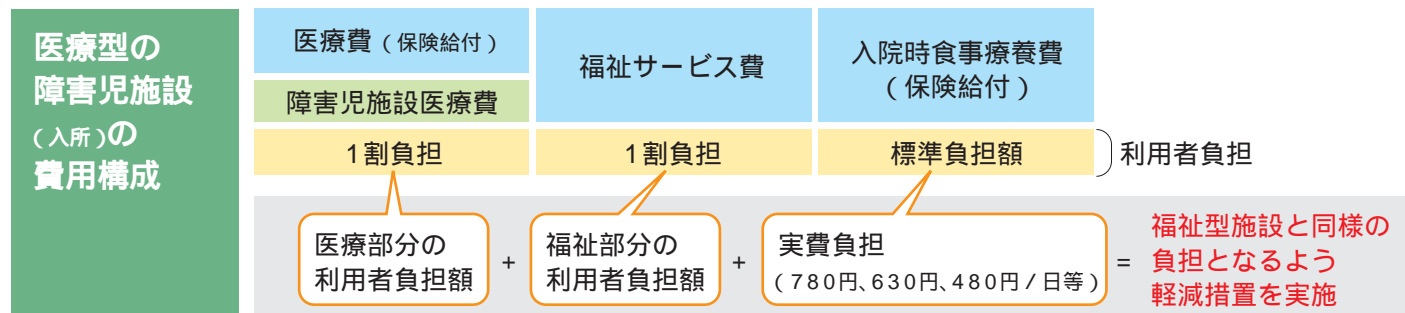 医療型の
障害児施設
（入所）の
費用構成
医療費（保険給付）
障害児施設医療費
1割負担
福祉サービス費
1割負担
入院時食事療養費
（保険給付）
標準負担額
利用者負担
医療部分の
利用者負担額
+
福祉部分の
利用者負担額
+
実費負担
（780円、630円、480円／日等）
=
福祉型施設と同様の
負担となるよう
軽減措置を実施